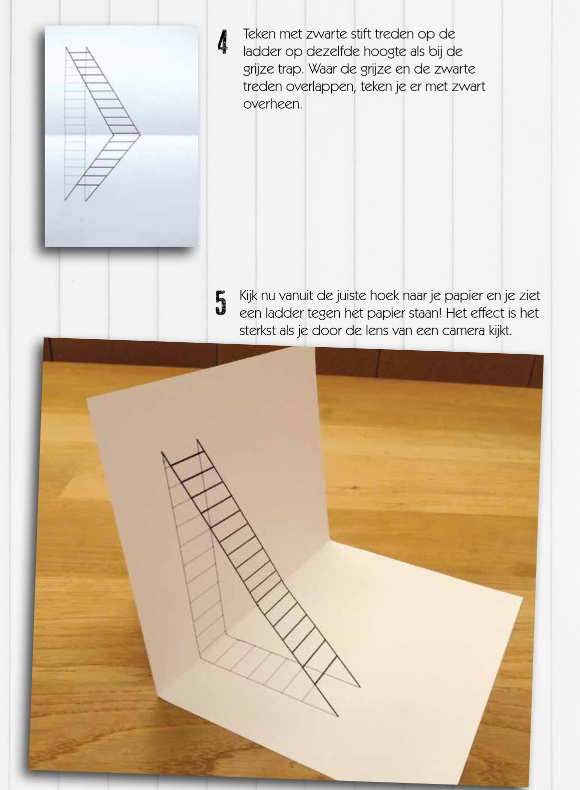 4 Teken met zwarte stift treden op de
ladder op dezelfde hoogte als bij de
grijze trap. Waar de grijze en de zwarte
treden overlappen, teken je er met zwart
overheen.
5 Kijk nu vanuit de juiste hoek naar je papier en je ziet
een ladder tegen het papier staan! Het effect is het
sterkst als je door de lens van een camera kijkt.